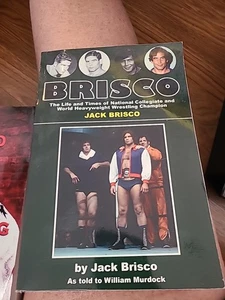 BRISCO
The Life and Times of National Collegiate and
World Heavyweight Wrestling Champion
JACK BRISCO
by Jack Brisco
As told to William Murdock